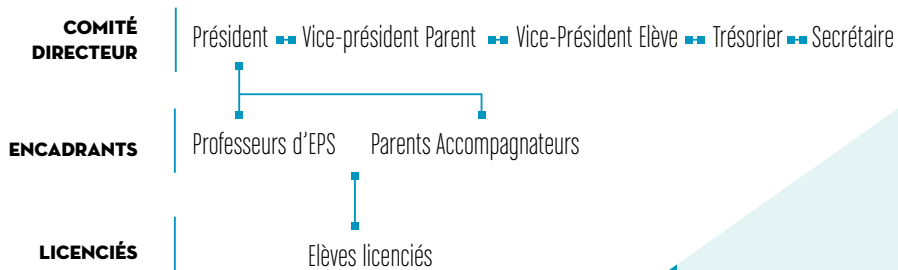 COMITÉ
DIRECTEUR
Président Vice-président Parent Vice-Président Elève Trésorier Secrétaire
ENCADRANTS
Professeurs d'EPS Parents Accompagnateurs
LICENCIÉS
Elèves licenciés